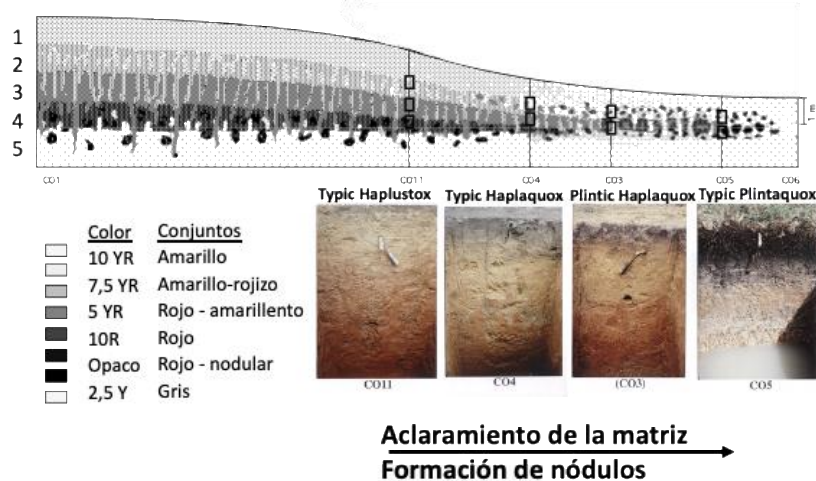 1
2
3
4
5
1 m
CO1 CO11 CO4 CO3 CO5 CO6
Typic Haplustox Typic Haplaquox Plintic Haplaquox Typic Plintaquox
Color Conjuntos
10 YR Amarillo
7,5 YR Amarillo-rojizo
5 YR Rojo - amarillento
10R Rojo
Opaco Rojo - nodular
2,5 Y Gris
CO11 CO4 (CO3) CO5
Aclaramiento de la matriz
Formación de nódulos